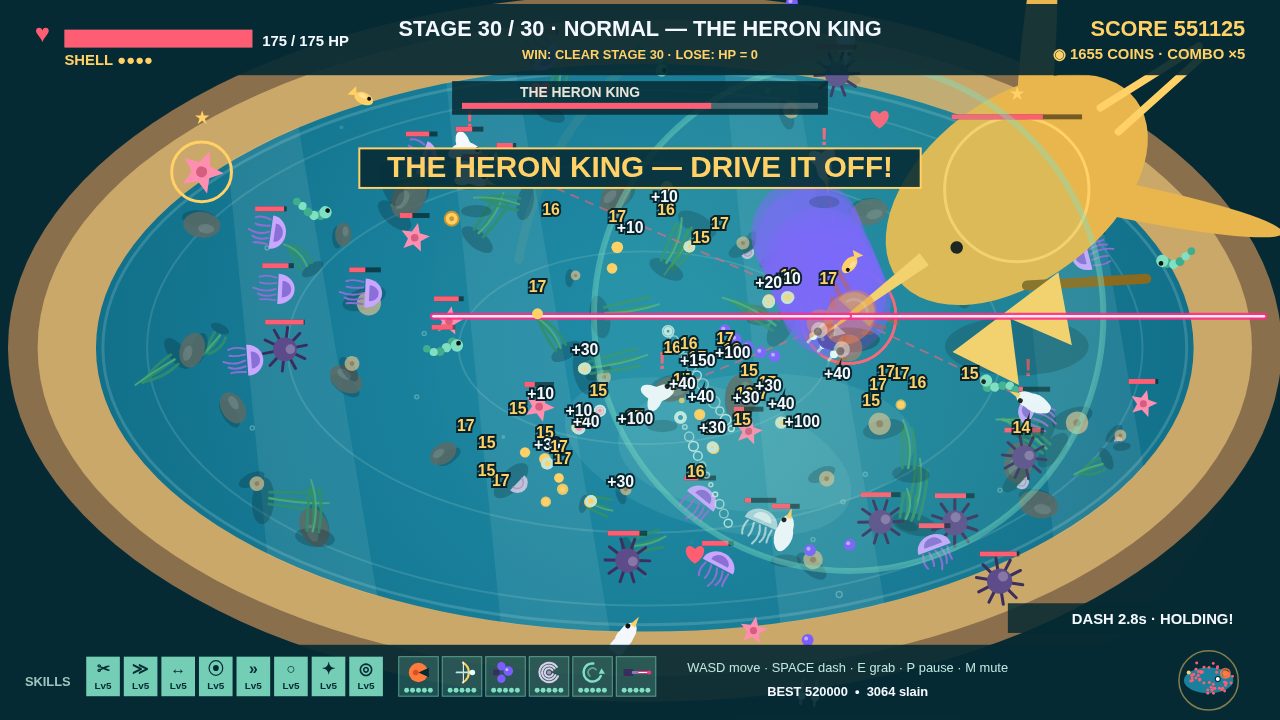 STAGE 30 / 30 · NORMAL — THE HERON KING
WIN: CLEAR STAGE 30 · LOSE: HP = 0
175 / 175 HP
SHELL
SCORE 551125
1655 COINS · COMBO ×5
THE HERON KING
THE HERON KING — DRIVE IT OFF!
+10
16
16
17
+10
17
15
17
+20
10
17
+30
16
16
17
+150
+100
15
+40
+40
+30
+30
+40
+40
+10
15
15
+10
+40
+100
+30
15
+100
17
17
17
16
15
15
14
17
15
15
17
17
15
17
+30
16
DASH 2.8s · HOLDING!
SKILLS
Lv5
Lv5
Lv5
Lv5
Lv5
Lv5
Lv5
Lv5
WASD move · SPACE dash · E grab · P pause · M mute
BEST 520000 • 3064 slain